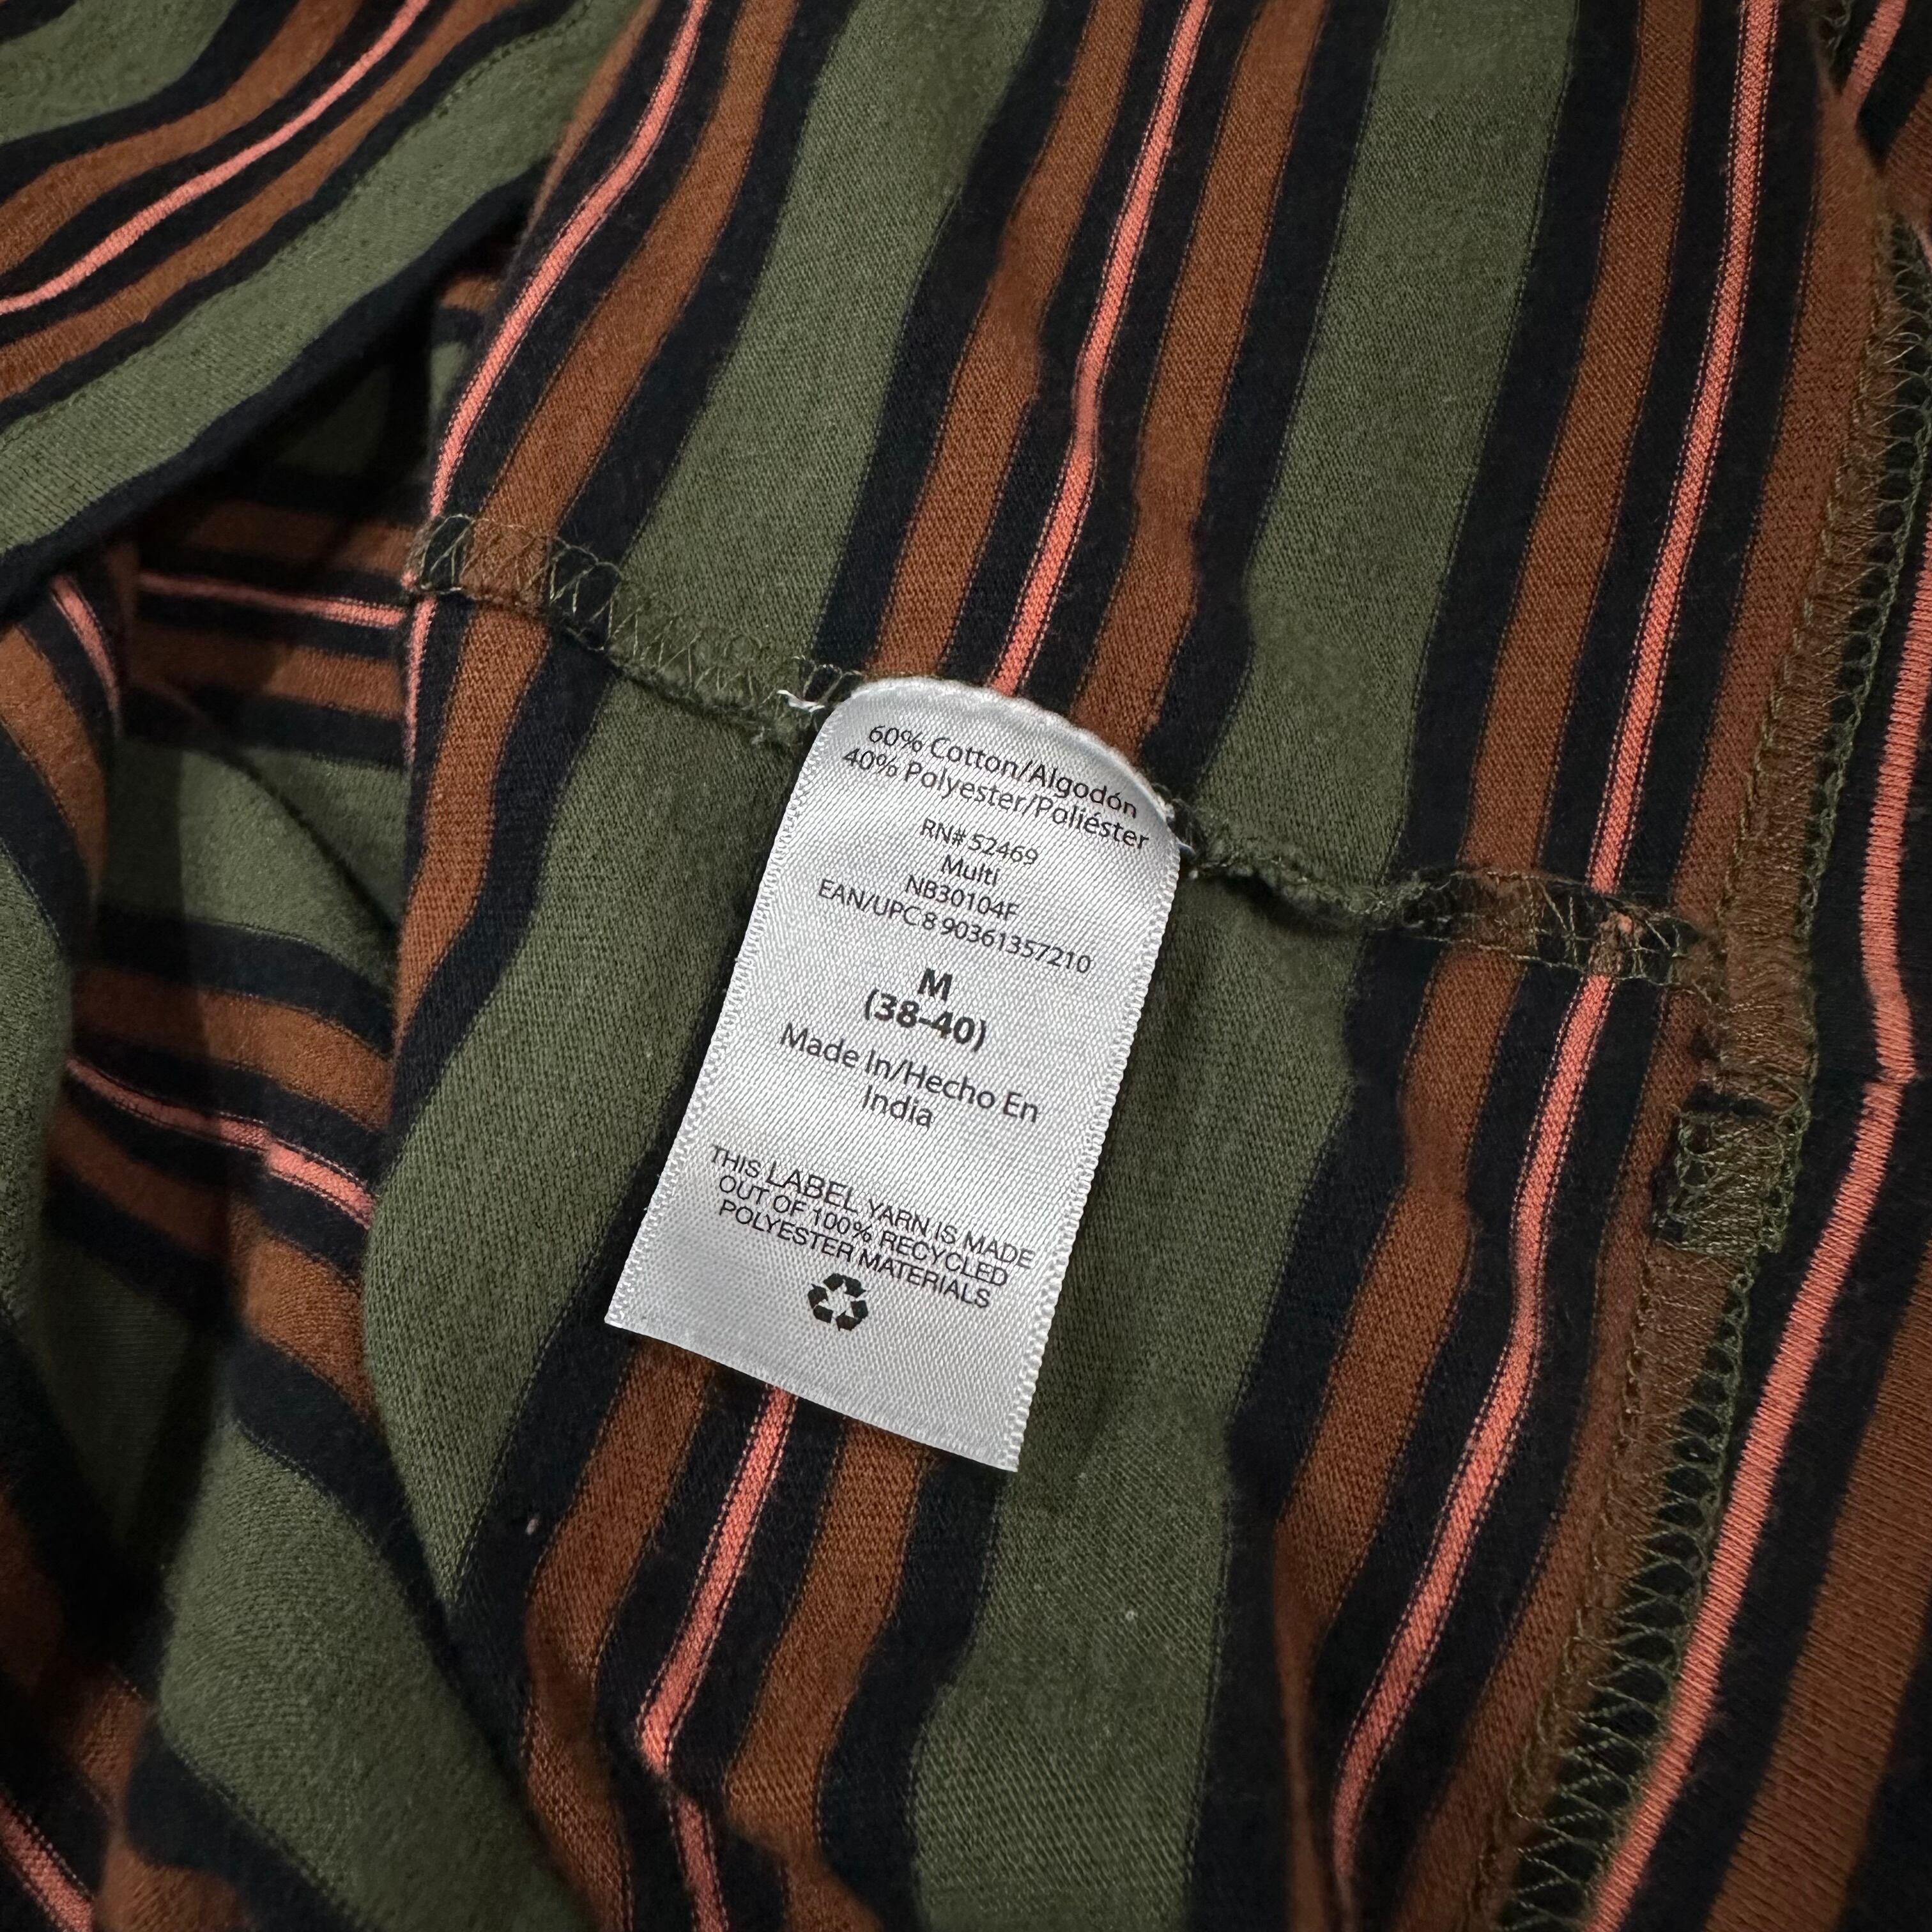 60% Cotton/Algodón
40% Polyester/Poliéster
RN# 52469
Multi
NB30104F
EAN/UPC 8 90361357210
M
(38-40)
Made In/Hecho En
India
THIS LABEL YARN IS MADE
OUT OF 100% RECYCLED
POLYESTER MATERIALS